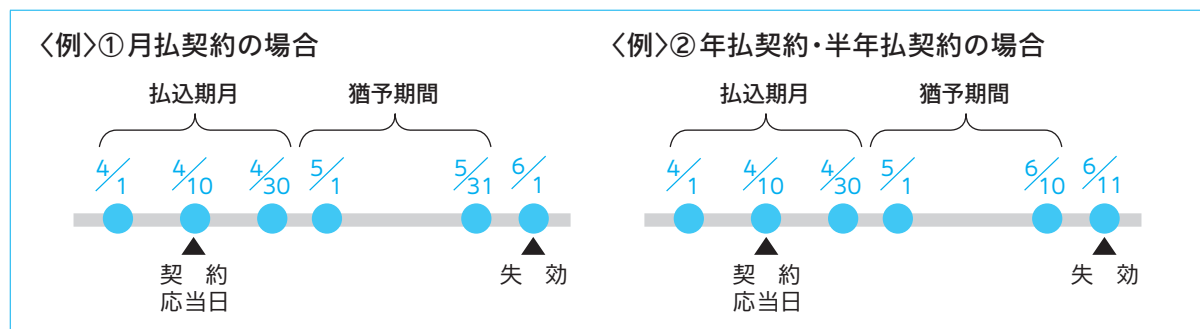 〈例〉①月払契約の場合
払込期月 猶予期間
4/1 4/10 4/30 5/1 5/31 6/1
契約 失効
応当日
〈例〉②年払契約・半年払契約の場合
払込期月 猶予期間
4/1 4/10 4/30 5/1 6/10 6/11
契約 失効
応当日